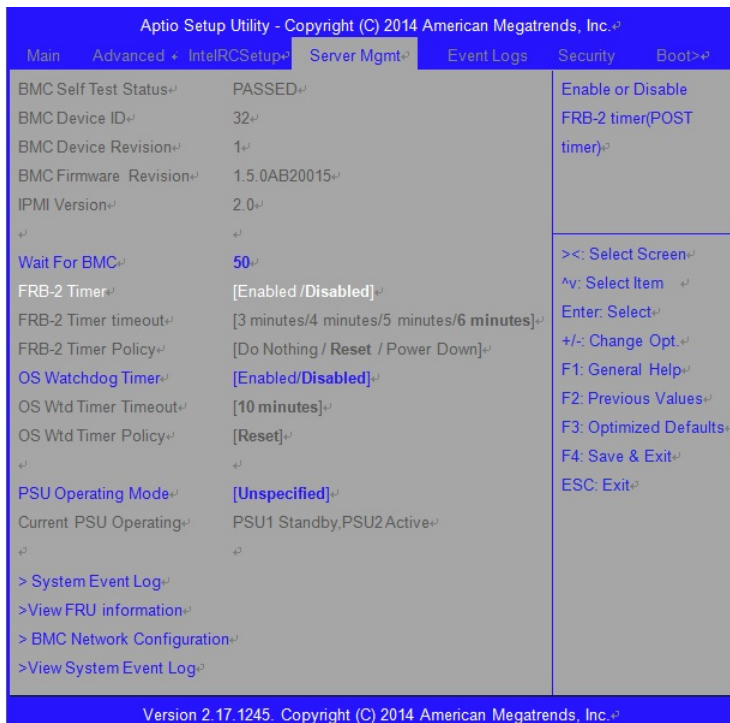 Aptio Setup Utility - Copyright (C) 2014 American Megatrends, Inc.
Main Advanced IntelRCSetup Server Mgmt Event Logs Security Boot>
BMC Self Test Status PASSED
BMC Device ID 32
BMC Device Revision 1
BMC Firmware Revision 1.5.0AB20015
IPMI Version 2.0
Wait For BMC 50
FRB-2 Timer [Enabled /Disabled]
FRB-2 Timer timeout [3 minutes/4 minutes/5 minutes/6 minutes]
FRB-2 Timer Policy [Do Nothing / Reset / Power Down]
OS Watchdog Timer [Enabled/Disabled]
OS Wtd Timer Timeout [10 minutes]
OS Wtd Timer Policy [Reset]
PSU Operating Mode [Unspecified]
Current PSU Operating PSU1 Standby,PSU2 Active
> System Event Log
>View FRU information
> BMC Network Configuration
>View System Event Log
Enable or Disable
FRB-2 timer(POST
timer)
><: Select Screen
^v: Select Item
Enter: Select
+/-: Change Opt.
F1: General Help
F2: Previous Values
F3: Optimized Defaults
F4: Save & Exit
ESC: Exit
Version 2.17.1245. Copyright (C) 2014 American Megatrends, Inc.